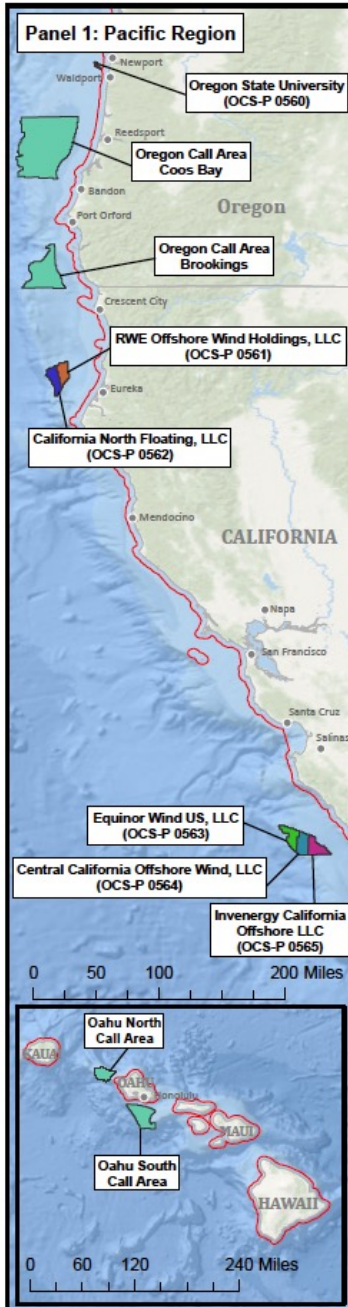 Panel 1: Pacific Region
Newport
Waldport
Oregon State University
(OCS-P 0560)
Reedsport
Oregon Call Area
Coos Bay
Bandon
Oregon
Port Orford
Oregon Call Area
Brookings
Crescent City
RWE Offshore Wind Holdings, LLC
(OCS-P 0561)
Eureka
California North Floating, LLC
(OCS-P 0562)
Mendocino
CALIFORNIA
Napa
San Francisco
Santa Cruz
Salinas
Equinor Wind US, LLC
(OCS-P 0563)
Central California Offshore Wind, LLC
(OCS-P 0564)
Invenergy California
Offshore LLC
(OCS-P 0565)
0 50 100 200 Miles
Oahu North
Call Area
KAUA
OAHU
Honolulu
MAUI
Oahu South
Call Area
HAWAII
0 60 120 240 Miles